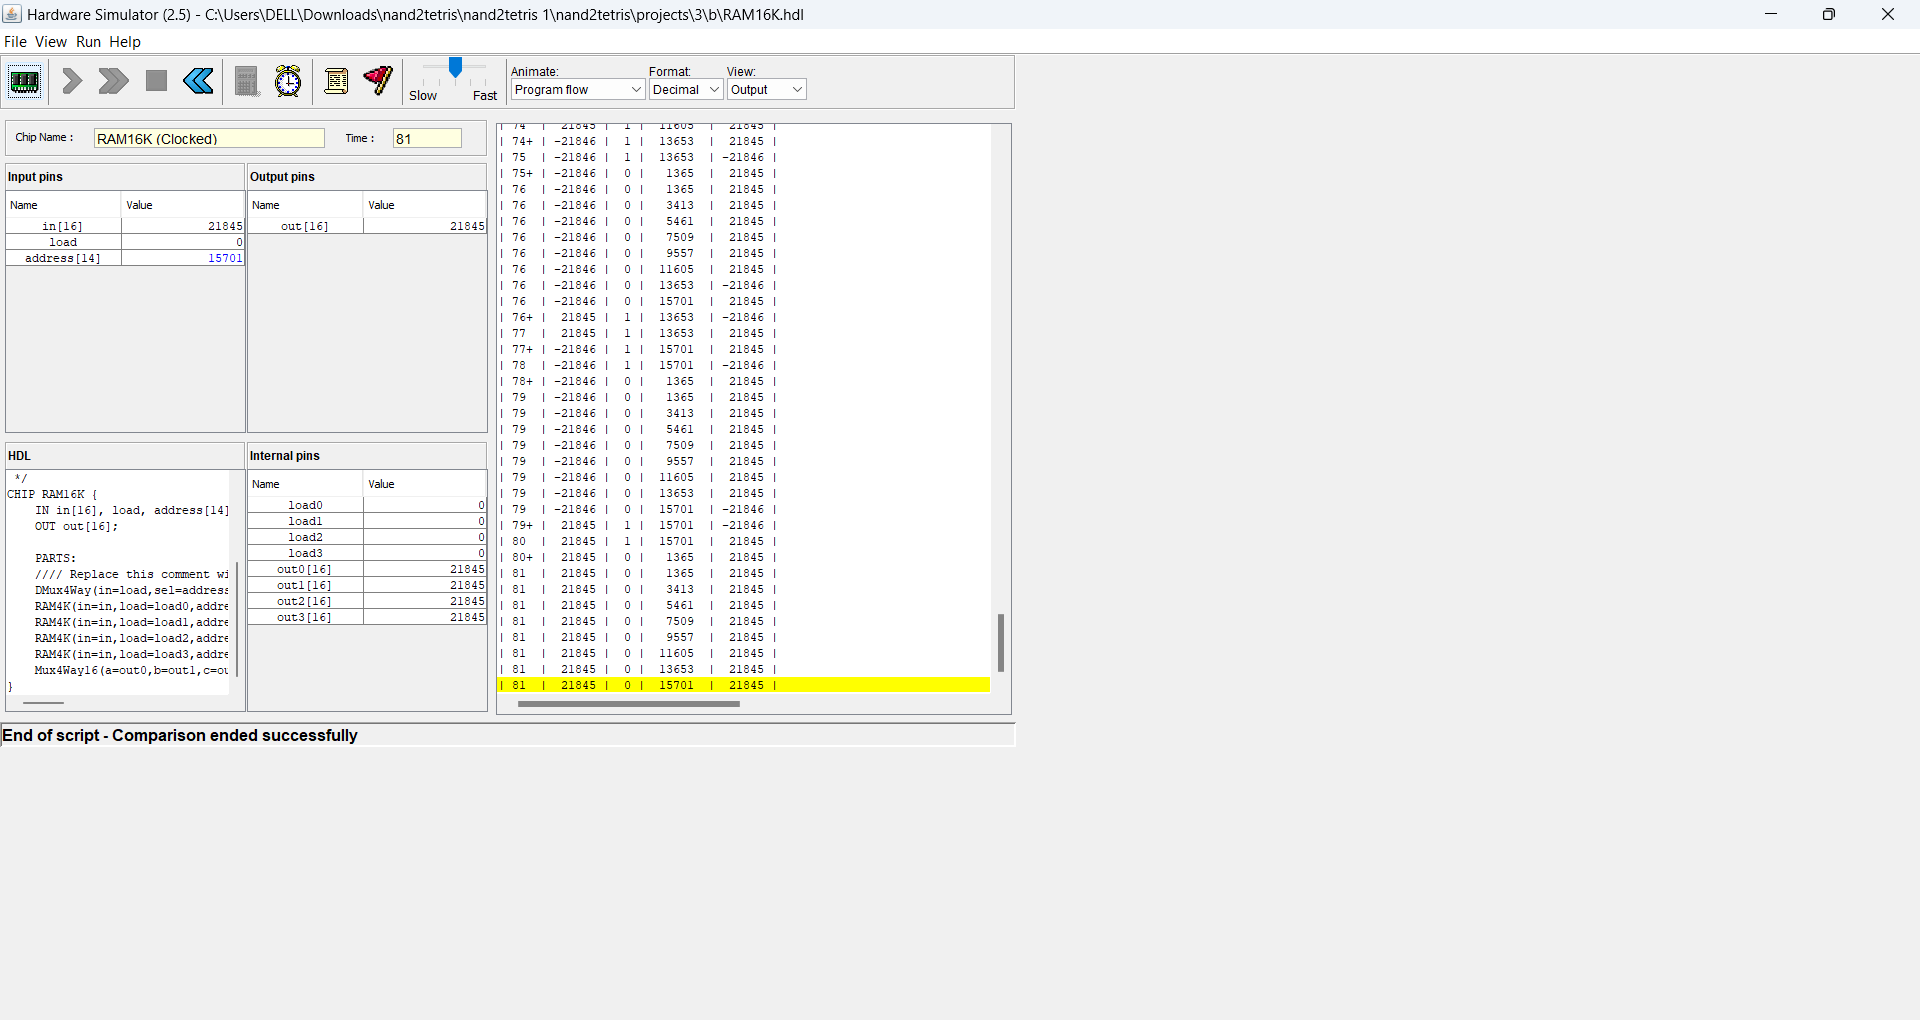 Hardware Simulator (2.5) - C:\Users\DELL\Downloads\nand2tetris\nand2tetris 1\nand2tetris\projects\3\b\RAM16K.hdl
File View Run Help
Slow Fast
Animate: Format: View:
Program flow Decimal Output
Chip Name : RAM16K (Clocked) Time : 81
Input pins
Name Value
in[16] 21845
load 0
address[14] 15701
Output pins
Name Value
out[16] 21845
HDL
*/
CHIP RAM16K {
IN in[16], load, address[14]
OUT out[16];
PARTS:
//// Replace this comment wi
DMux4Way(in=load,sel=address
RAM4K(in=in,load=load0,addre
RAM4K(in=in,load=load1,addre
RAM4K(in=in,load=load2,addre
RAM4K(in=in,load=load3,addre
Mux4Way16(a=out0,b=out1,c=ou
}
Internal pins
Name Value
load0 0
load1 0
load2 0
load3 0
out0[16] 21845
out1[16] 21845
out2[16] 21845
out3[16] 21845
| 74 | 21845 | 1 | 11605 | 21845 |
| 74+ | -21846 | 1 | 13653 | 21845 |
| 75 | -21846 | 1 | 13653 | -21846 |
| 75+ | -21846 | 0 | 1365 | 21845 |
| 76 | -21846 | 0 | 1365 | 21845 |
| 76 | -21846 | 0 | 3413 | 21845 |
| 76 | -21846 | 0 | 5461 | 21845 |
| 76 | -21846 | 0 | 7509 | 21845 |
| 76 | -21846 | 0 | 9557 | 21845 |
| 76 | -21846 | 0 | 11605 | 21845 |
| 76 | -21846 | 0 | 13653 | -21846 |
| 76 | -21846 | 0 | 15701 | 21845 |
| 76+ | 21845 | 1 | 13653 | -21846 |
| 77 | 21845 | 1 | 13653 | 21845 |
| 77+ | -21846 | 1 | 15701 | 21845 |
| 78 | -21846 | 1 | 15701 | -21846 |
| 78+ | -21846 | 0 | 1365 | 21845 |
| 79 | -21846 | 0 | 1365 | 21845 |
| 79 | -21846 | 0 | 3413 | 21845 |
| 79 | -21846 | 0 | 5461 | 21845 |
| 79 | -21846 | 0 | 7509 | 21845 |
| 79 | -21846 | 0 | 9557 | 21845 |
| 79 | -21846 | 0 | 11605 | 21845 |
| 79 | -21846 | 0 | 13653 | 21845 |
| 79 | -21846 | 0 | 15701 | -21846 |
| 79+ | 21845 | 1 | 15701 | -21846 |
| 80 | 21845 | 1 | 15701 | 21845 |
| 80+ | 21845 | 0 | 1365 | 21845 |
| 81 | 21845 | 0 | 1365 | 21845 |
| 81 | 21845 | 0 | 3413 | 21845 |
| 81 | 21845 | 0 | 5461 | 21845 |
| 81 | 21845 | 0 | 7509 | 21845 |
| 81 | 21845 | 0 | 9557 | 21845 |
| 81 | 21845 | 0 | 11605 | 21845 |
| 81 | 21845 | 0 | 13653 | 21845 |
| 81 | 21845 | 0 | 15701 | 21845 |
End of script - Comparison ended successfully